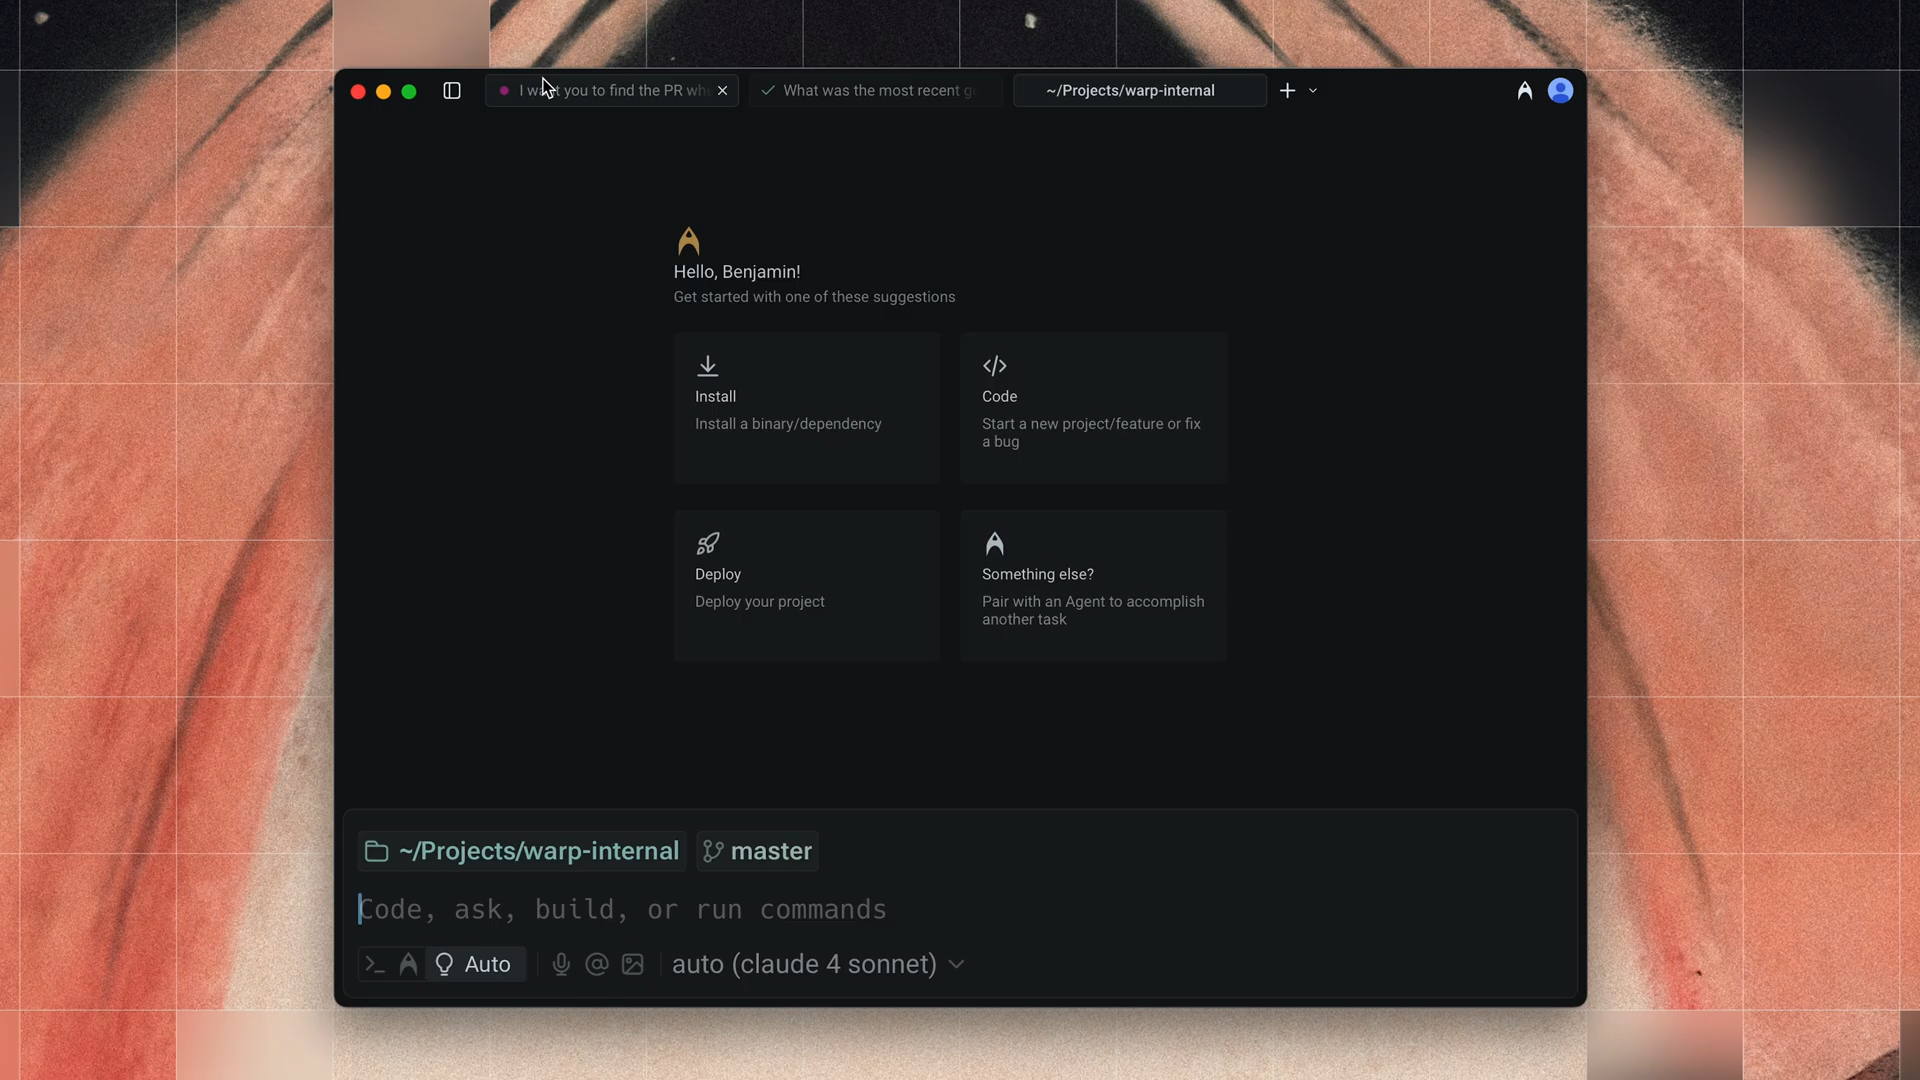 I want you to find the PR
What was the most recent
~/Projects/warp-internal
Hello, Benjamin!
Get started with one of these suggestions
Install
Install a binary/dependency
Code
Start a new project/feature or fix
a bug
Deploy
Deploy your project
Something else?
Pair with an Agent to accomplish
another task
~/Projects/warp-internal
master
Code, ask, build, or run commands
Auto
auto (claude 4 sonnet)